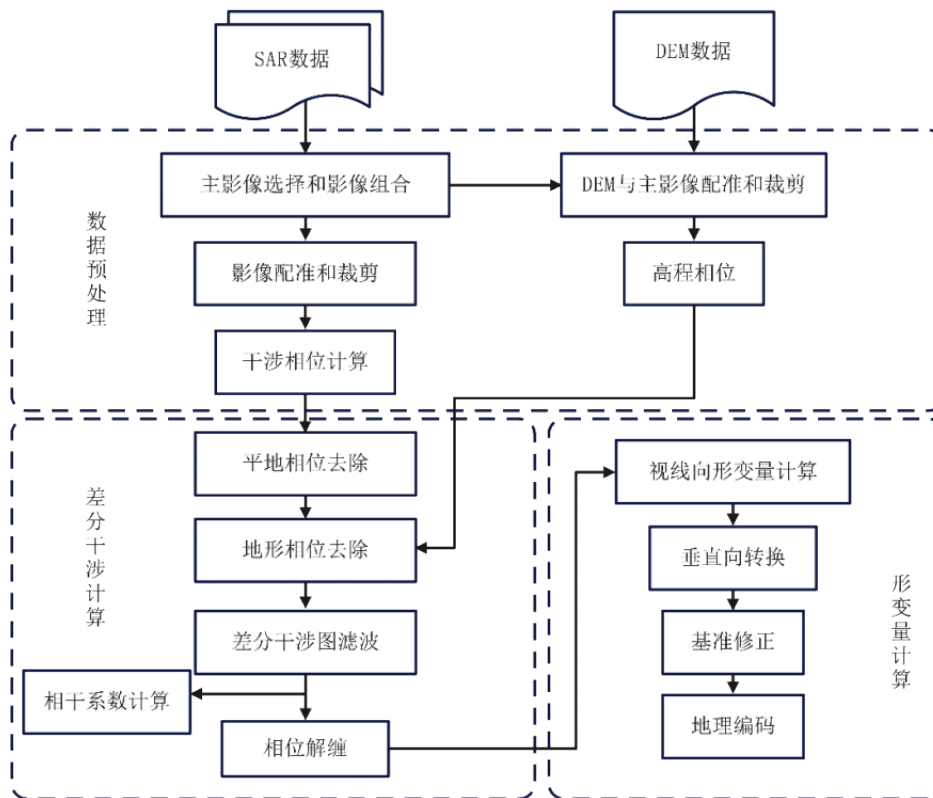 SAR数据
DEM数据
数据预处理
主影像选择和影像组合
DEM与主影像配准和裁剪
影像配准和裁剪
高程相位
干涉相位计算
差分干涉计算
平地相位去除
地形相位去除
差分干涉图滤波
相干系数计算
相位解缠
形变量计算
视线向形变量计算
垂直向转换
基准修正
地理编码